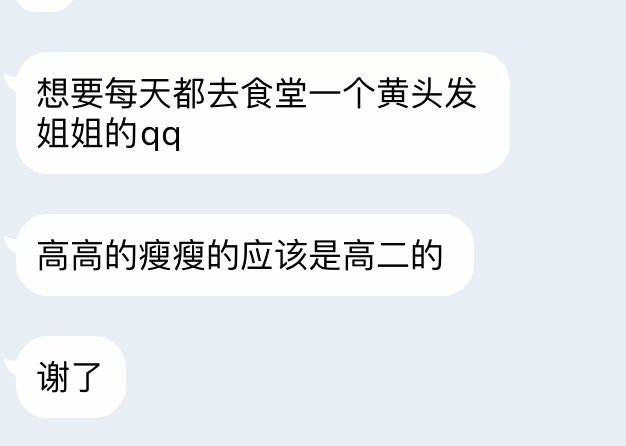 想要每天都去食堂一个黄头发
姐姐的qq
高高的瘦瘦的应该是高二的
谢了